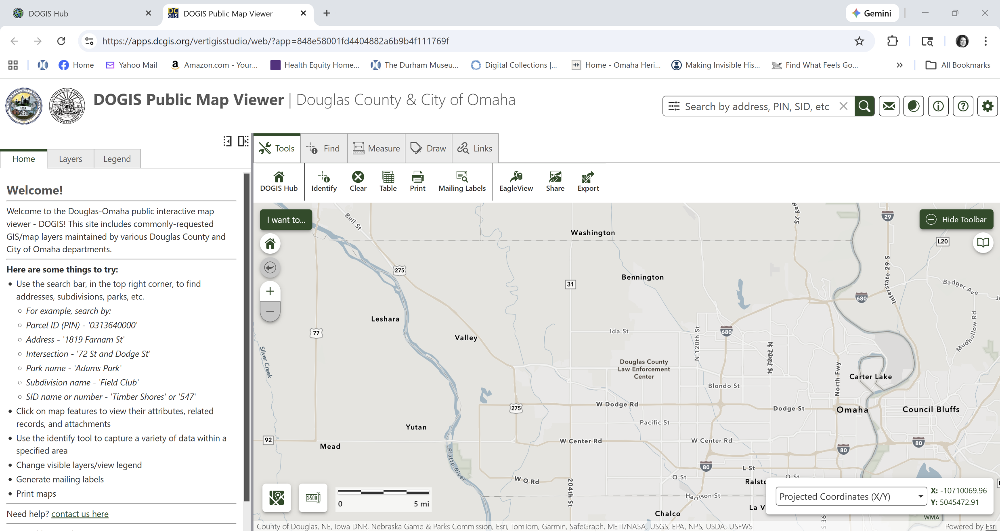 DOGIS Hub
DOGIS Public Map Viewer
Gemini
https://apps.dcgis.org/vertigisstudio/web/?app=848e58001fd4404882a6b9b4f111769f
Home
Yahoo Mail
Amazon.com - Your...
Health Equity Home...
The Durham Museu...
Digital Collections |...
Home - Omaha Heri...
Making Invisible His...
Find What Feels Go...
All Bookmarks
DOGIS Public Map Viewer | Douglas County & City of Omaha
Search by address, PIN, SID, etc
Home
Layers
Legend
Tools
Find
Measure
Draw
Links
DOGIS Hub
Identify
Clear
Table
Print
Mailing Labels
EagleView
Share
Export
Welcome!
Welcome to the Douglas-Omaha public interactive map
viewer - DOGIS! This site includes commonly-requested
GIS/map layers maintained by various Douglas County and
City of Omaha departments.
Here are some things to try:
Use the search bar, in the top right corner, to find
addresses, subdivisions, parks, etc.
For example, search by:
Parcel ID (PIN) - '0313640000'
Address - '1819 Farnam St'
Intersection - '72 St and Dodge St'
Park name - 'Adams Park'
Subdivision name - 'Field Club'
SID name or number - 'Timber Shores' or '547'
Click on map features to view their attributes, related
records, and attachments
Use the identify tool to capture a variety of data within a
specified area
Change visible layers/view legend
Generate mailing labels
Print maps
Need help? contact us here
I want to...
Hide Toolbar
Bell St
Washington
way 75
29
L20
275
Bennington
31
Interstate 29 S
Badger Ave
680
Leshara
77
Valley
Ida St
N 120th St
680
Mudhollow Rd
Silver Creek
Douglas County
Law Enforcement
Center
North Fwy
Carter Lake
Blondo St
275
W Dodge Rd
Dodge St
Omaha
Council Bluffs
Yutan
Pacific St
92
Mead
W Center Rd
W Center Rd
80
80
Platte River
80
L St
W Q Rd
204th St
Q St
Q St
Ralsto
Harrison St
La V
Chalco
S 36
WMA
1:500
0
5 mi
Projected Coordinates (X/Y)
X: -10710069.96
Y: 5045472.91
County of Douglas, NE, Iowa DNR, Nebraska Game & Parks Commission, Esri, TomTom, Garmin, SafeGraph, METI/NASA, USGS, EPA, NPS, USDA, USFWS
Powered by Esri